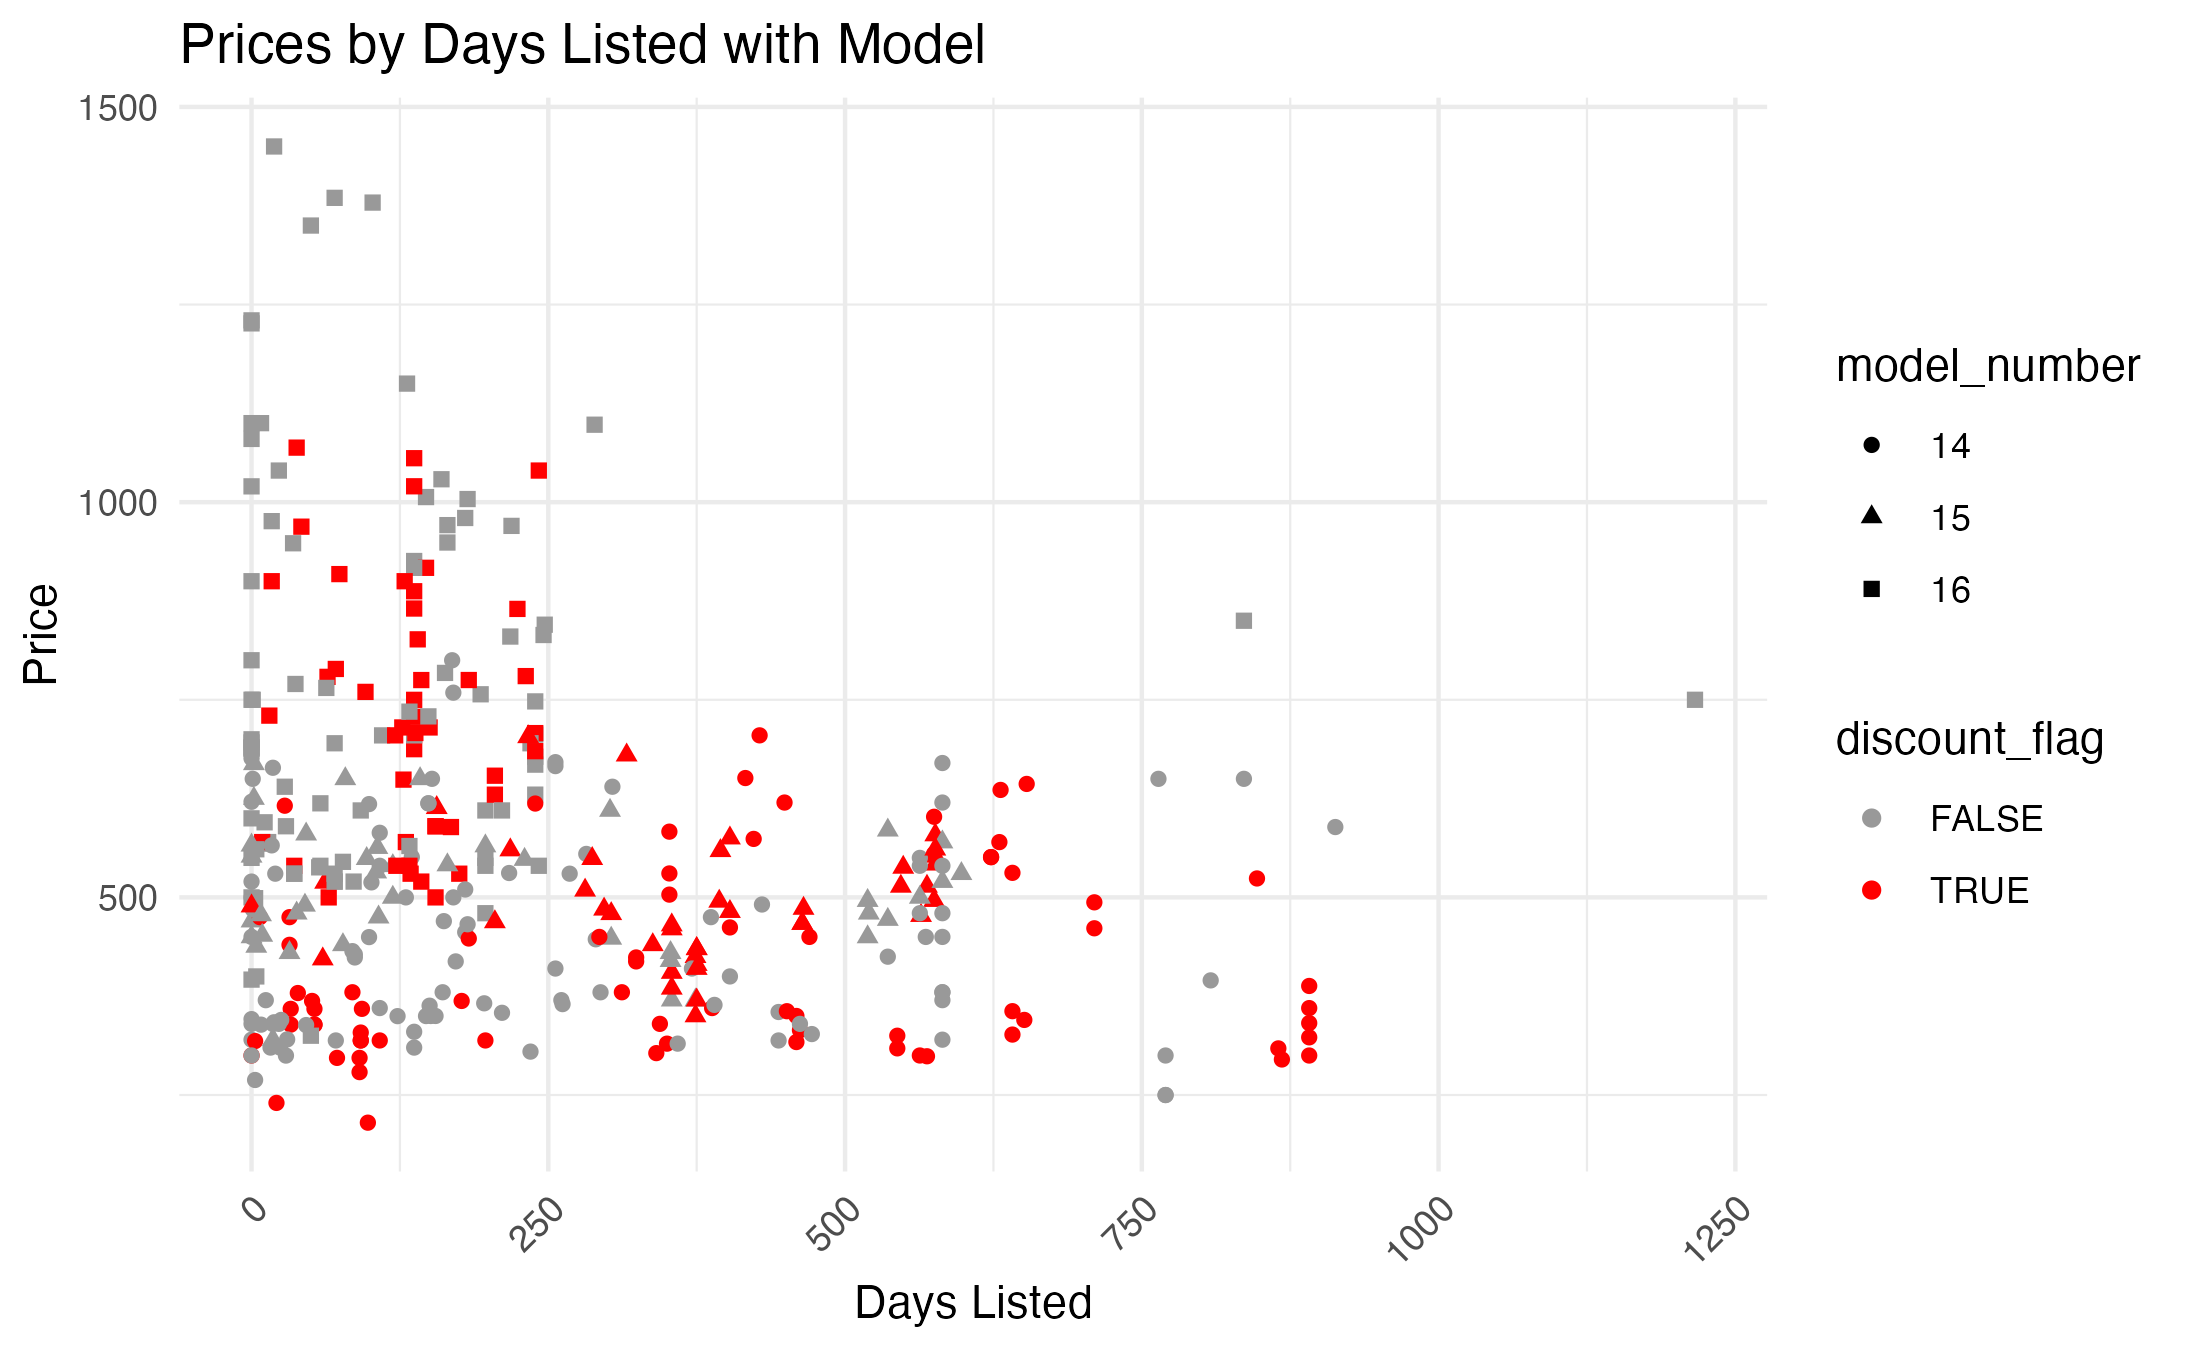 Prices by Days Listed with Model
1500
1000
500
Price
0
250
500
750
1000
1250
Days Listed
model_number
14
15
16
discount_flag
FALSE
TRUE